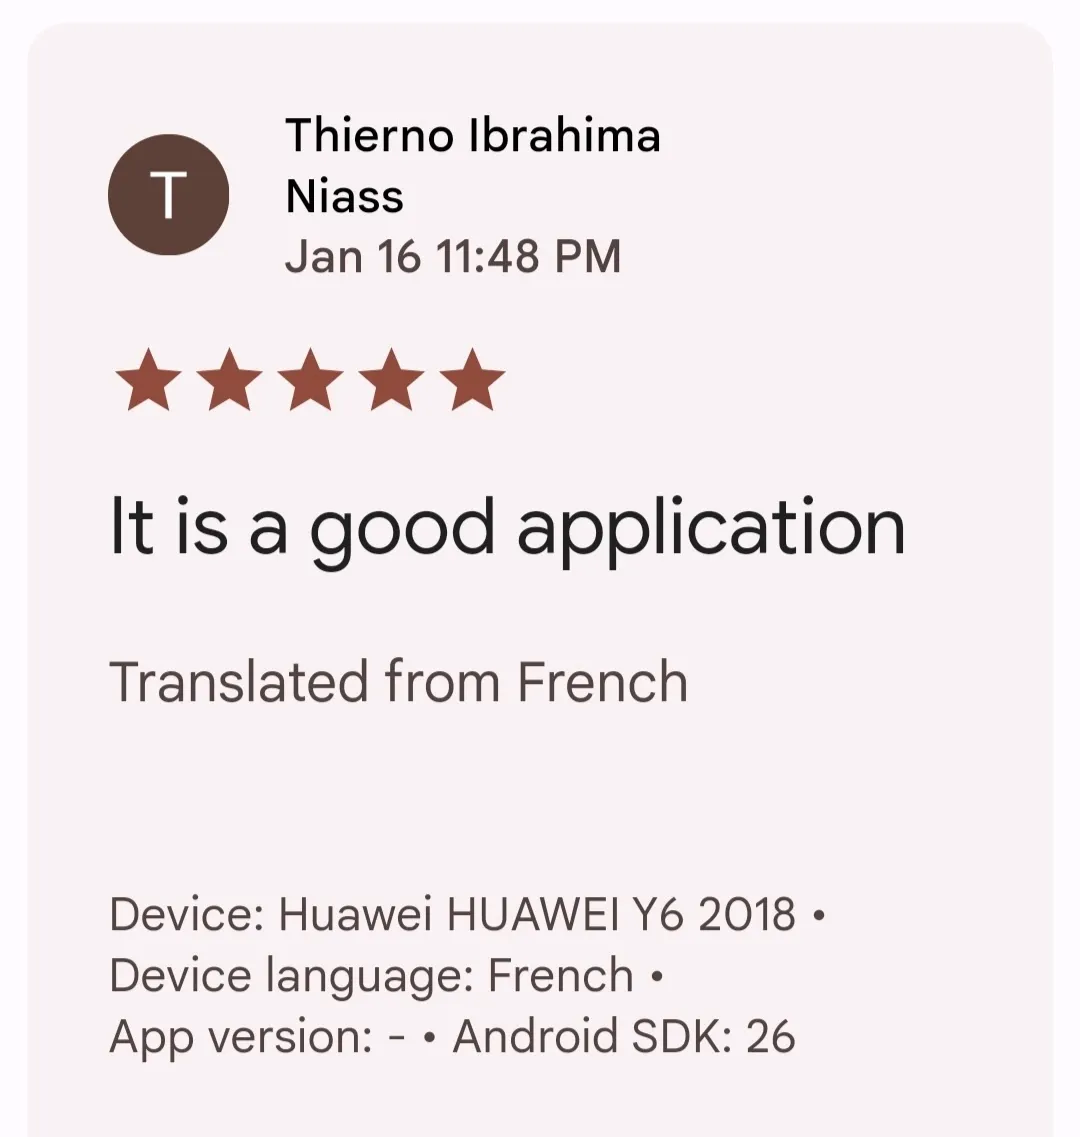 T
Thierno Ibrahima
Niass
Jan 16 11:48 PM
It is a good application
Translated from French
Device: Huawei HUAWEI Y6 2018 •
Device language: French •
App version: - • Android SDK: 26